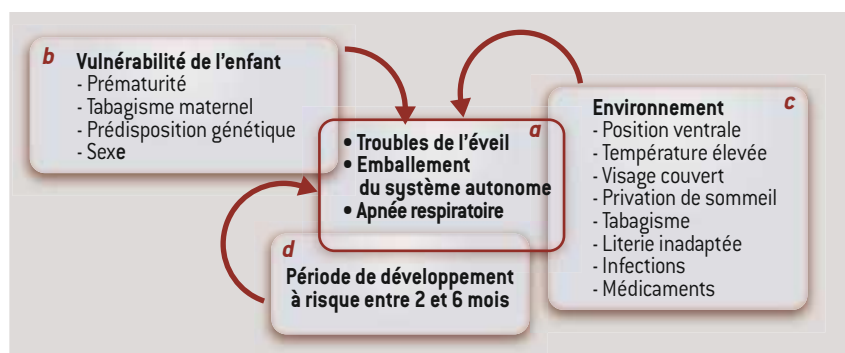 b
Vulnérabilité de l'enfant
- Prématurité
- Tabagisme maternel
- Prédisposition génétique
- Sexe
a
• Troubles de l'éveil
• Emballement
du système autonome
• Apnée respiratoire
c
Environnement
- Position ventrale
- Température élevée
- Visage couvert
- Privation de sommeil
- Tabagisme
- Literie inadaptée
- Infections
- Médicaments
d
Période de développement
à risque entre 2 et 6 mois